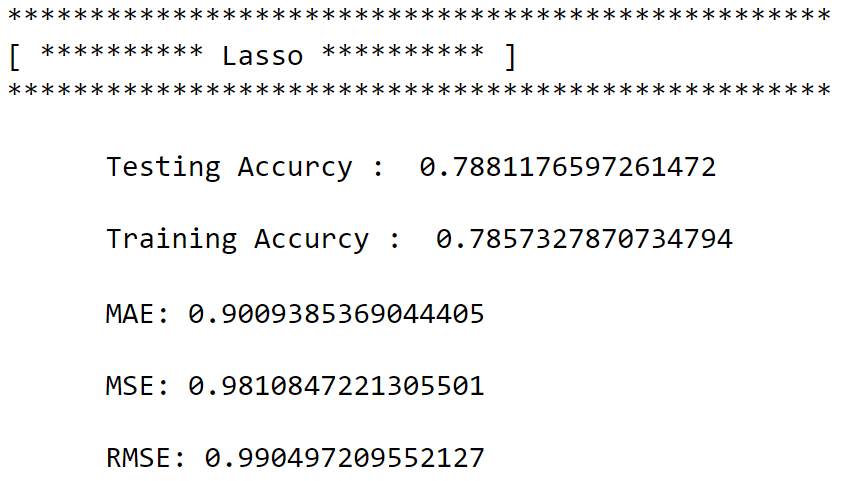 **************************************************
[ ********** Lasso ********** ]
**************************************************
Testing Accurcy :  0.7881176597261472
Training Accurcy :  0.7857327870734794
MAE: 0.9009385369044405
MSE: 0.9810847221305501
RMSE: 0.990497209552127